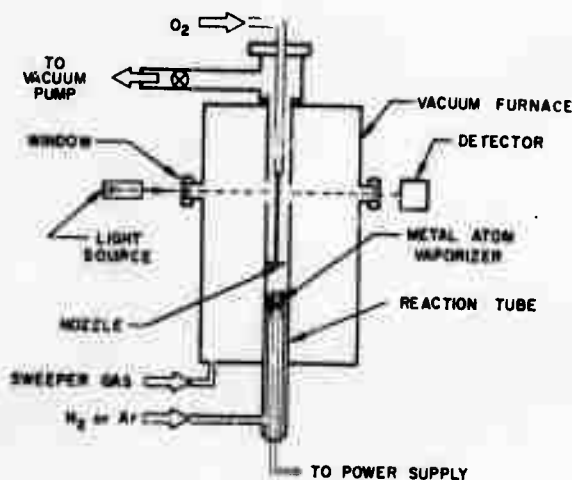 O₂
TO
VACUUM
PUMP
VACUUM FURNACE
WINDOW
DETECTOR
LIGHT
SOURCE
METAL ATOM
VAPORIZER
NOZZLE
REACTION TUBE
SWEEPER GAS
or Ar
TO POWER SUPPLY